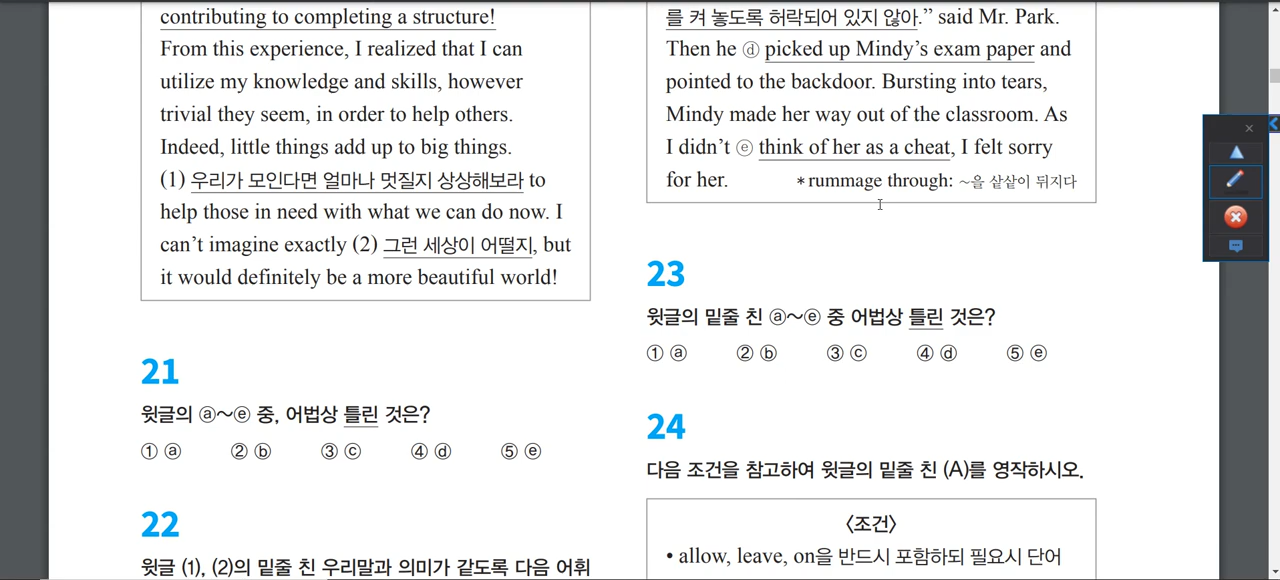 contributing to completing a structure!
From this experience, I realized that I can
utilize my knowledge and skills, however
trivial they seem, in order to help others.
Indeed, little things add up to big things.
(1) 우리가 모인다면 얼마나 멋질지 상상해보라 to
help those in need with what we can do now. I
can’t imagine exactly (2) 그런 세상이 어떨지, but
it would definitely be a more beautiful world!
21
윗글의 ⓐ~ⓔ 중, 어법상 틀린 것은?
① ⓐ ② ⓑ ③ ⓒ ④ ⓓ ⑤ ⓔ
22
윗글 (1), (2)의 밑줄 친 우리말과 의미가 같도록 다음 어휘
를 켜 놓도록 허락되어 있지 않아.” said Mr. Park.
Then he ⓓ picked up Mindy’s exam paper and
pointed to the backdoor. Bursting into tears,
Mindy made her way out of the classroom. As
I didn’t ⓔ think of her as a cheat, I felt sorry
for her. *rummage through: ~을 샅샅이 뒤지다
23
윗글의 밑줄 친 ⓐ~ⓔ 중 어법상 틀린 것은?
① ⓐ ② ⓑ ③ ⓒ ④ ⓓ ⑤ ⓔ
24
다음 조건을 참고하여 윗글의 밑줄 친 (A)를 영작하시오.
〈조건〉
• allow, leave, on을 반드시 포함하되 필요시 단어